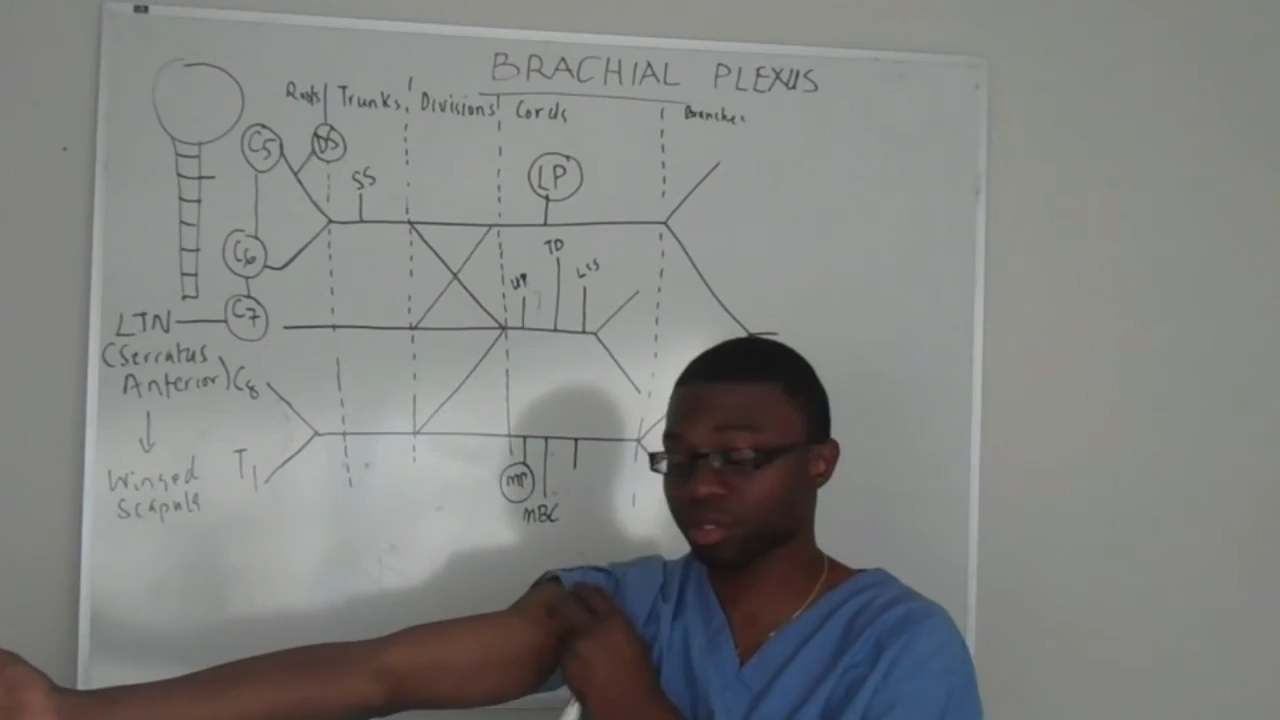 BRACHIAL PLEXUS
Roots Trunks Divisions Cords Branches
C5
DS
SS
LP
C6
TD
US
LSS
C7
LTN
(Serratus
Anterior)
C8
T1
Winged
Scapula
MP
MBC